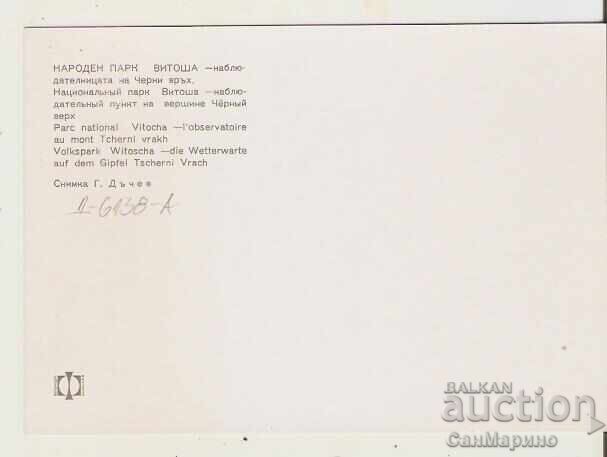 НАРОДЕН ПАРК ВИТОША —наблю-
дателницата на Черни връх.
Национальный парк Витоша —наблю-
дательный пункт на вершине Чёрный
верх
Parc national Vitocha —l'observatoire
au mont Tcherni vrakh
Volkspark Witoscha —die Wetterwarte
auf dem Gipfel Tscherni Vrach
Снимка Г. Дъчев
Д-6138-А
BALKAN
auction
СанМарино